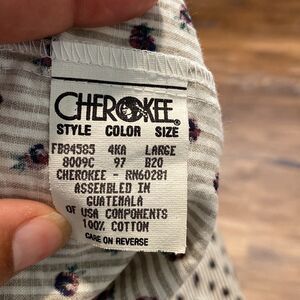 CHEROKEE®
STYLE COLOR SIZE
FB84585 4KA LARGE
8009C 97 B20
CHEROKEE - RN60281
ASSEMBLED IN
GUATEMALA
OF USA COMPONENTS
100% COTTON
CARE ON REVERSE